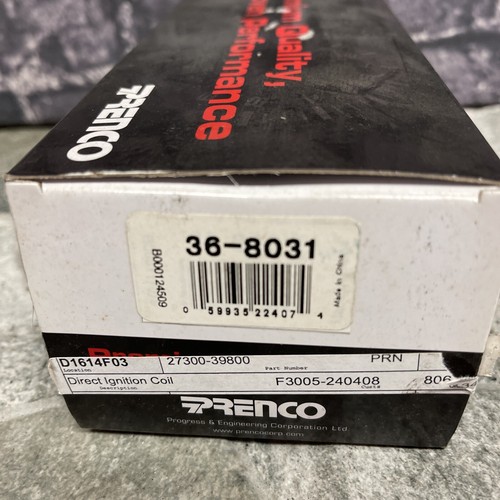 m Quality,
Performance
PRENCO
36-8031
B000124509
0 59935 22407 4
Made in China
D1614F03 27300-39800 PRN
Location Part Number
Direct Ignition Coil F3005-240408 806
Description
PRENCO
Progress & Engineering Corporation Ltd.
www.prencocorp.com